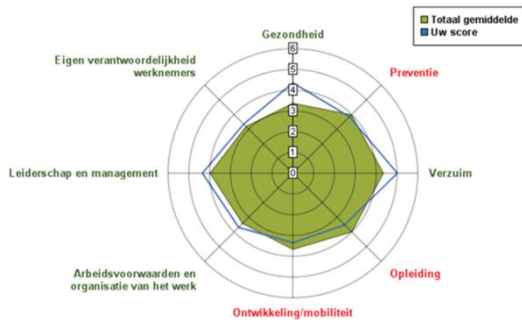 Totaal gemiddelde
Uw score
Gezondheid
Eigen verantwoordelijkheid
werknemers
Preventie
6
5
4
3
2
1
0
Leiderschap en management
Verzuim
Arbeidsvoorwaarden en
organisatie van het werk
Opleiding
Ontwikkeling/mobiliteit